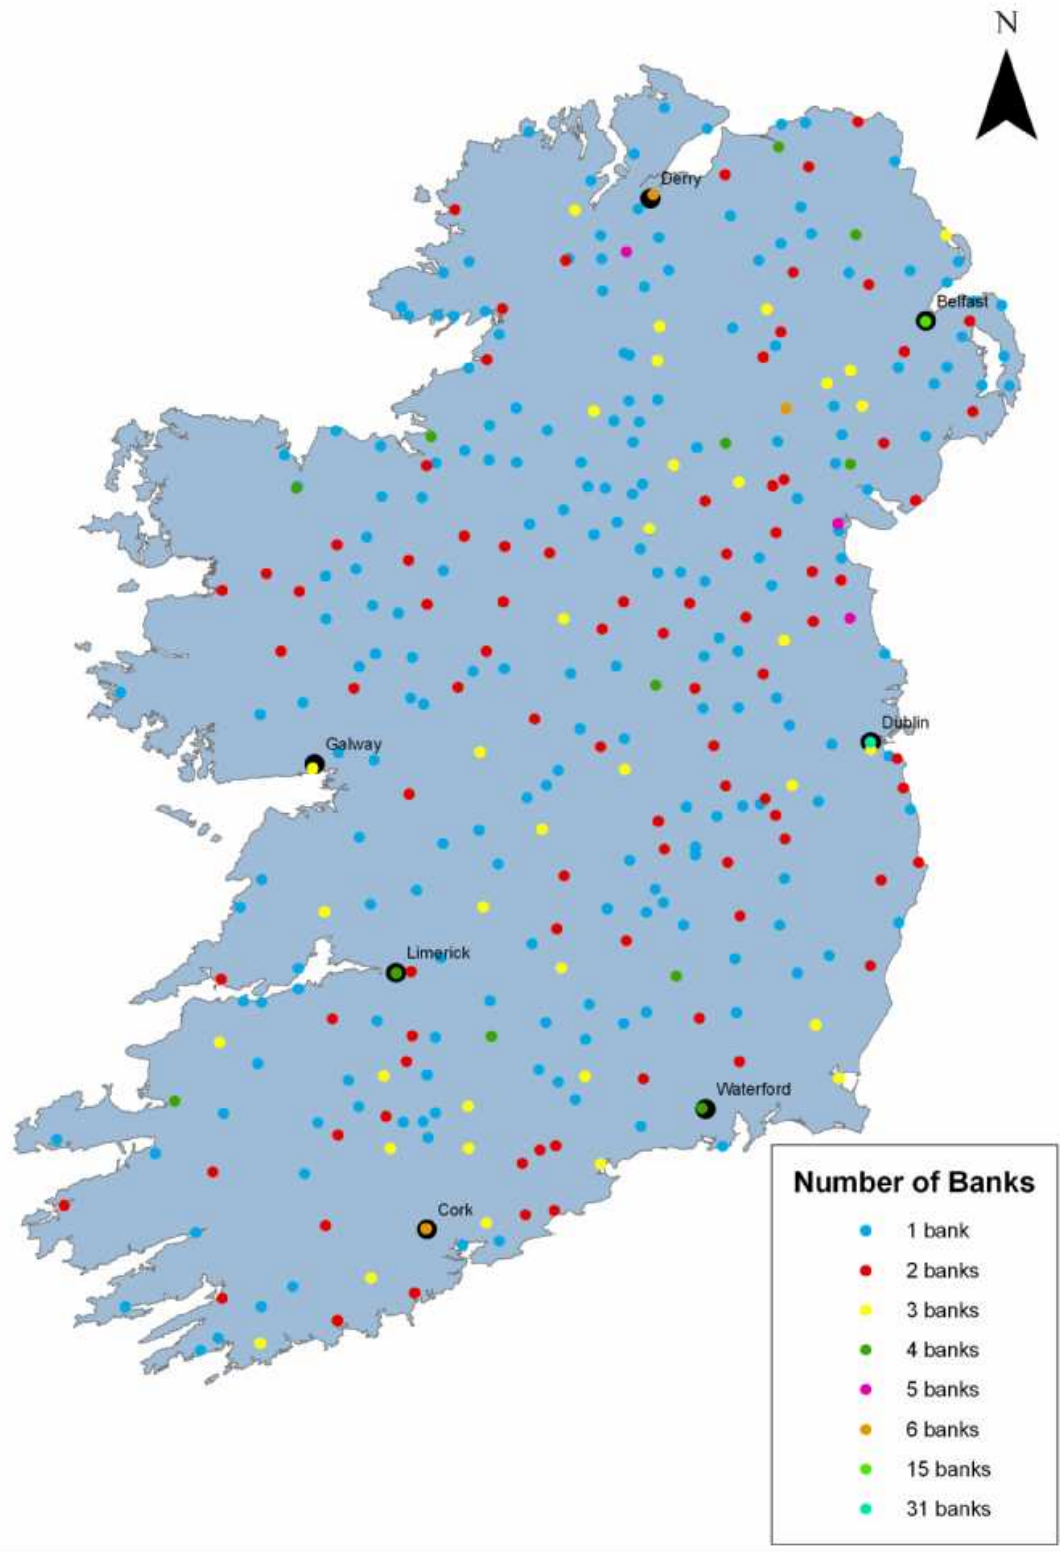 N
Derry
Belfast
Dublin
Galway
Limerick
Waterford
Cork
Number of Banks
1 bank
2 banks
3 banks
4 banks
5 banks
6 banks
15 banks
31 banks